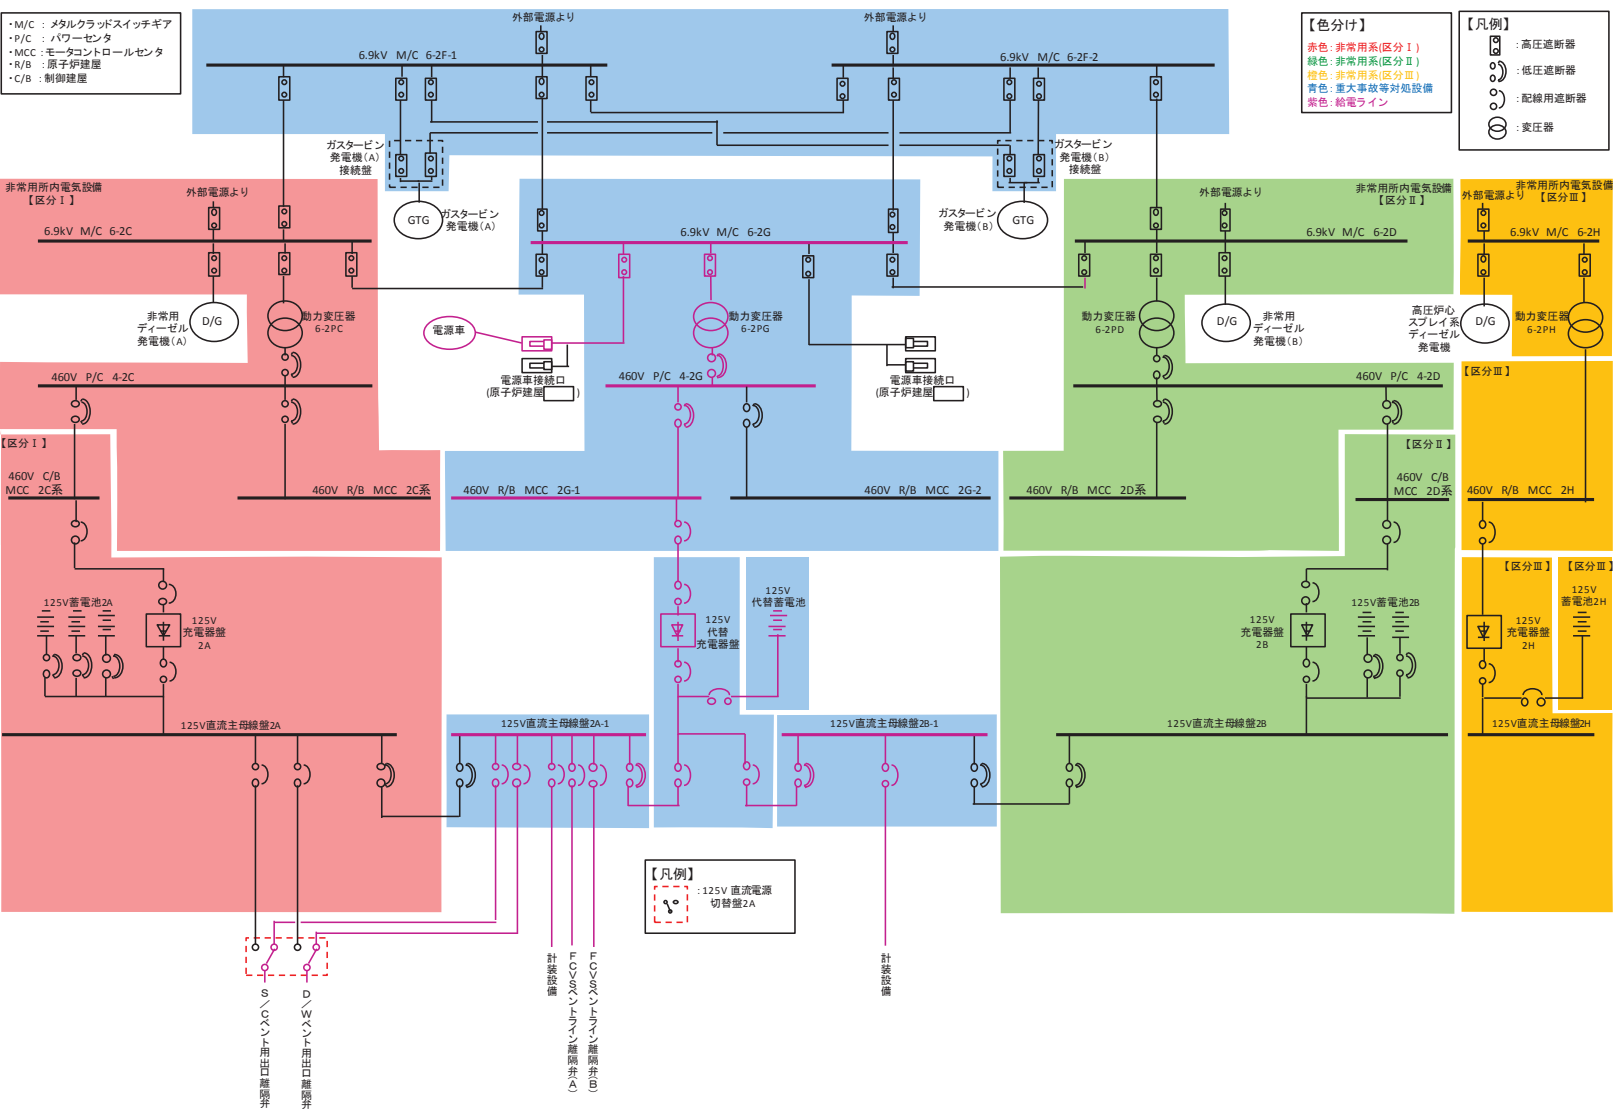 ・M/C : メタルクラッドスイッチギア
・P/C : パワーセンタ
・MCC : モータコントロールセンタ
・R/B : 原子炉建屋
・C/B : 制御建屋
外部電源より
外部電源より
6.9kV M/C 6-2F-1
6.9kV M/C 6-2F-2
【色分け】
赤色: 非常用系(区分Ⅰ)
緑色: 非常用系(区分Ⅱ)
橙色: 非常用系(区分Ⅲ)
青色: 重大事故等対処設備
紫色: 給電ライン
【凡例】
: 高圧遮断器
: 低圧遮断器
: 配線用遮断器
: 変圧器
ガスタービン
発電機(A)
接続盤
ガスタービン
発電機(B)
接続盤
非常用所内電気設備
【区分Ⅰ】
外部電源より
6.9kV M/C 6-2C
GTG
ガスタービン
発電機(A)
6.9kV M/C 6-2G
ガスタービン
発電機(B)
GTG
外部電源より
非常用所内電気設備
【区分Ⅱ】
6.9kV M/C 6-2D
非常用所内電気設備
外部電源より
【区分Ⅲ】
6.9kV M/C 6-2H
非常用
ディーゼル
発電機(A)
D/G
動力変圧器
6-2PC
電源車
動力変圧器
6-2PG
動力変圧器
6-2PD
D/G
非常用
ディーゼル
発電機(B)
高圧炉心
スプレイ系
ディーゼル
発電機
D/G
動力変圧器
6-2PH
電源車接続口
(原子炉建屋 )
電源車接続口
(原子炉建屋 )
460V P/C 4-2C
460V P/C 4-2G
460V P/C 4-2D
【区分Ⅲ】
【区分Ⅰ】
【区分Ⅱ】
460V C/B
MCC 2C系
460V R/B MCC 2C系
460V R/B MCC 2G-1
460V R/B MCC 2G-2
460V R/B MCC 2D系
460V C/B
MCC 2D系
460V R/B MCC 2H
【区分Ⅲ】
【区分Ⅲ】
125V蓄電池2A
125V
充電器盤
2A
125V
代替
充電器盤
125V
代替蓄電池
125V
充電器盤
2B
125V蓄電池2B
125V
充電器盤
2H
125V
蓄電池2H
125V直流主母線盤2A
125V直流主母線盤2A-1
125V直流主母線盤2B-1
125V直流主母線盤2B
125V直流主母線盤2H
【凡例】
: 125V 直流電源
切替盤2A
S/Cベント用出口隔離弁
D/Wベント用出口隔離弁
計装設備
FCVSベントライン隔離弁(A)
FCVSベントライン隔離弁(B)
計装設備